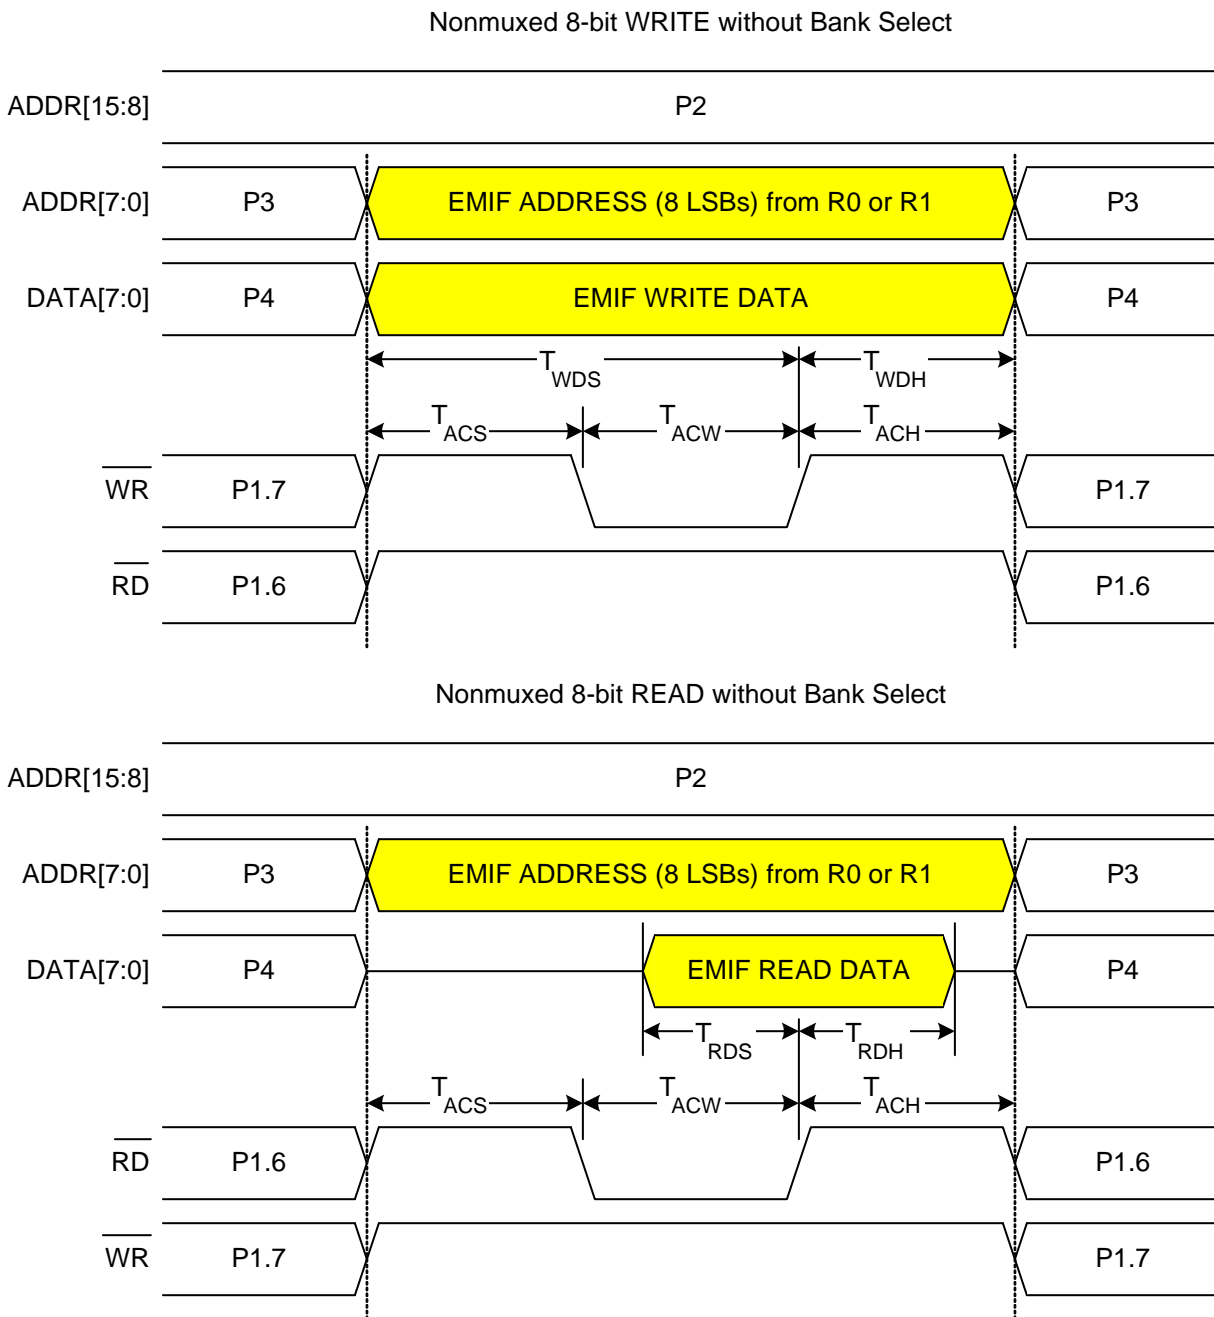 Nonmuxed 8-bit WRITE without Bank Select
ADDR[15:8] P2
ADDR[7:0] P3 EMIF ADDRESS (8 LSBs) from R0 or R1 P3
DATA[7:0] P4 EMIF WRITE DATA P4
TWDS TWDH
TACS TACW TACH
WR P1.7 P1.7
RD P1.6 P1.6
Nonmuxed 8-bit READ without Bank Select
ADDR[15:8] P2
ADDR[7:0] P3 EMIF ADDRESS (8 LSBs) from R0 or R1 P3
DATA[7:0] P4 EMIF READ DATA P4
TRDS TRDH
TACS TACW TACH
RD P1.6 P1.6
WR P1.7 P1.7